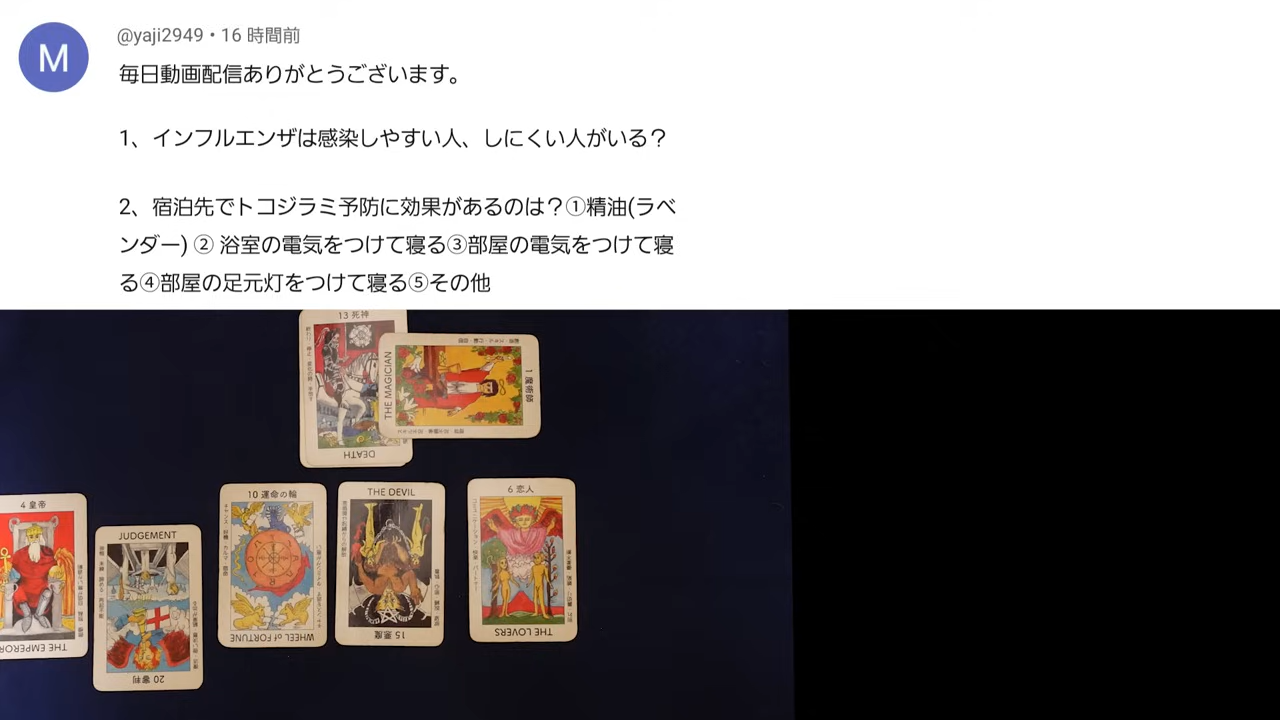 M
@yaji2949・16 時間前
毎日動画配信ありがとうございます。
1、インフルエンザは感染しやすい人、しにくい人がいる？
2、宿泊先でトコジラミ予防に効果があるのは？①精油(ラベ
ンダー) ② 浴室の電気をつけて寝る③部屋の電気をつけて寝
る④部屋の足元灯をつけて寝る⑤その他
13 死神
DEATH
THE MAGICIAN
1 魔術師
4 皇帝
THE EMPEROR
JUDGEMENT
20 審判
10 運命の輪
WHEEL of FORTUNE
THE DEVIL
15 悪魔
6 恋人
THE LOVERS